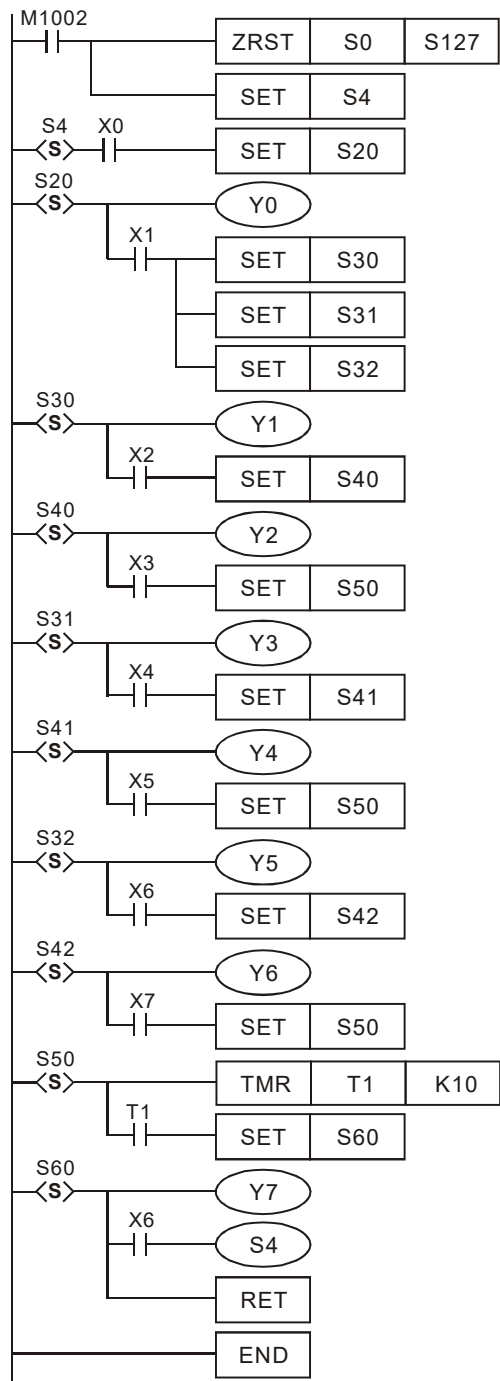 M1002
ZRST S0 S127
SET S4
S4 X0
S SET S20
S20
S Y0
X1
SET S30
SET S31
SET S32
S30
S Y1
X2
SET S40
S40
S Y2
X3
SET S50
S31
S Y3
X4
SET S41
S41
S Y4
X5
SET S50
S32
S Y5
X6
SET S42
S42
S Y6
X7
SET S50
S50
S TMR T1 K10
T1
SET S60
S60
S Y7
X6
S4
RET
END